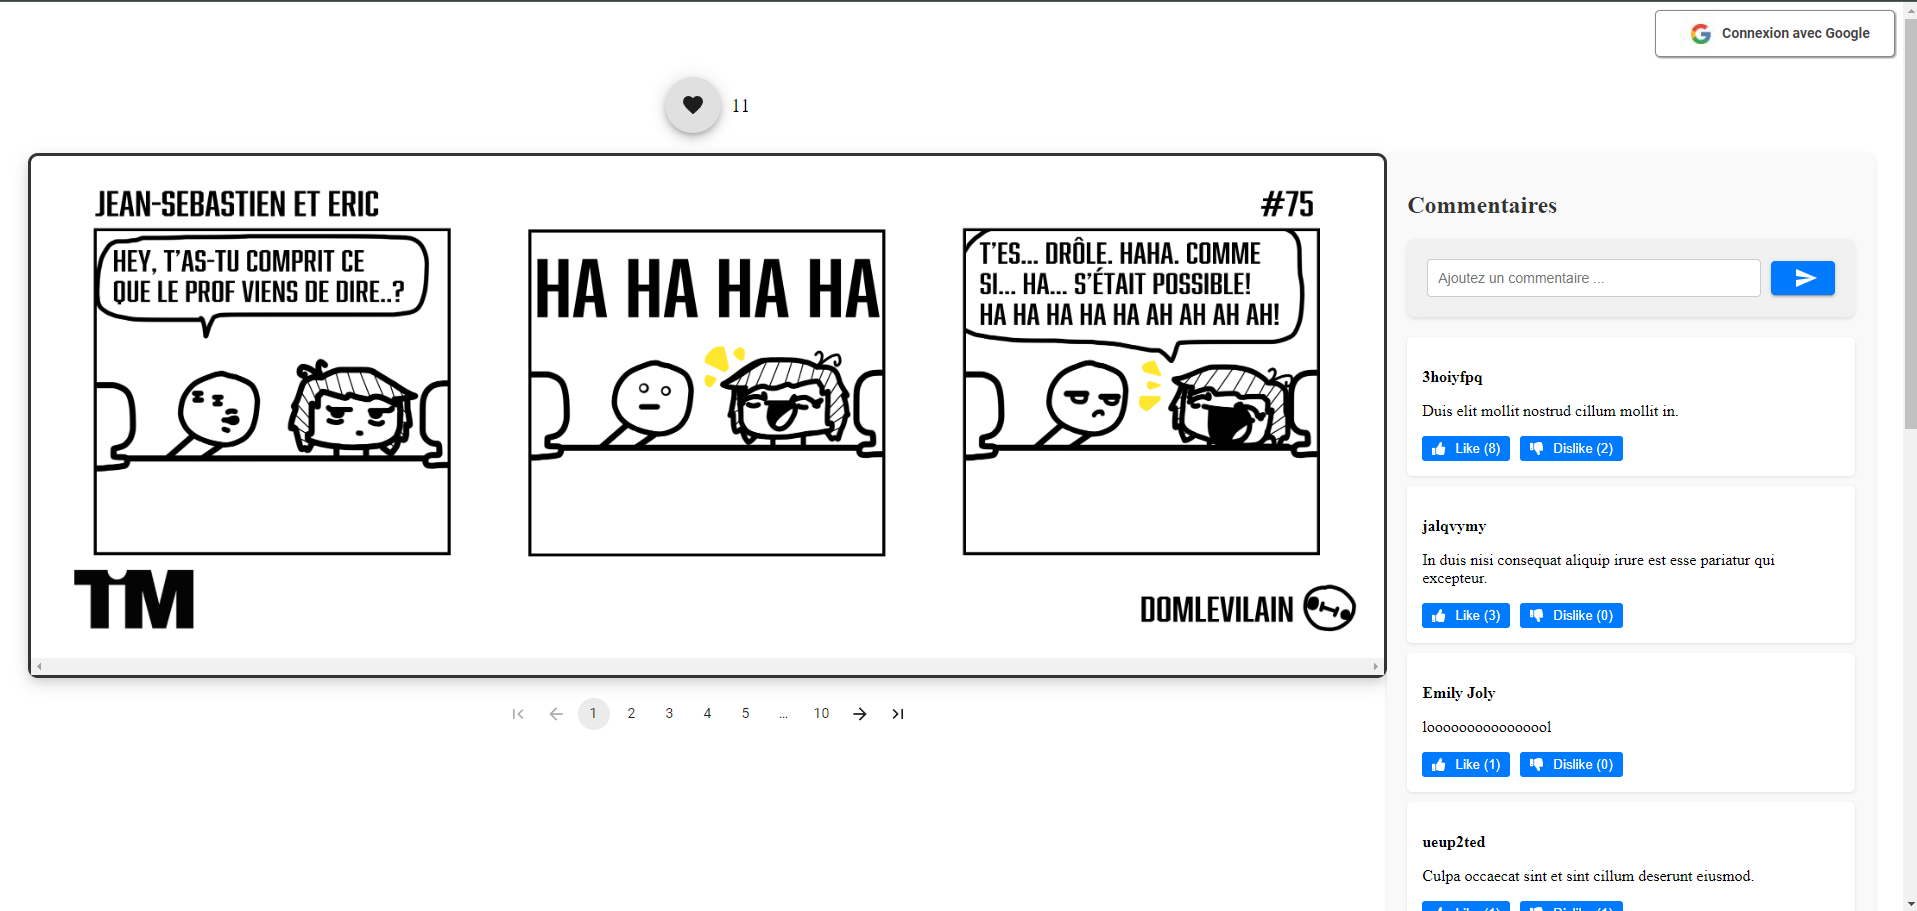 Connexion avec Google
11
JEAN-SEBASTIEN ET ERIC
#75
HEY, T'AS-TU COMPRIT CE
QUE LE PROF VIENS DE DIRE..?
HA HA HA HA
T'ES... DRÔLE. HAHA. COMME
SI... HA... S'ÉTAIT POSSIBLE!
HA HA HA HA HA AH AH AH AH!
TM
DOMLEVILAIN
1 2 3 4 5 ... 10
Commentaires
Ajoutez un commentaire ...
3hoiyfpq
Duis elit mollit nostrud cillum mollit in.
Like (8) Dislike (2)
jalqvymy
In duis nisi consequat aliquip irure est esse pariatur qui
excepteur.
Like (3) Dislike (0)
Emily Joly
loooooooooooooool
Like (1) Dislike (0)
ueup2ted
Culpa occaecat sint et sint cillum deserunt eiusmod.
Like (1) Dislike (1)